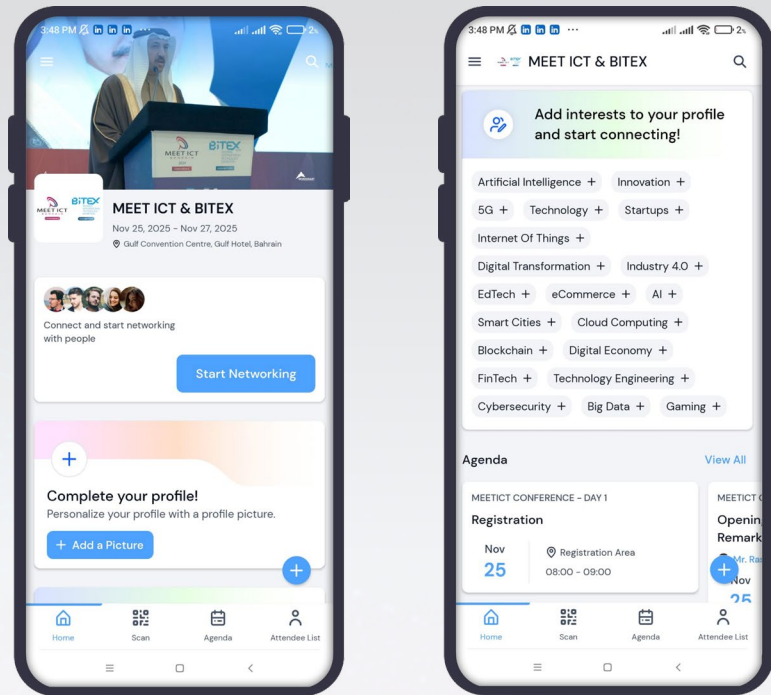 3:48 PM
MEET ICT
BiTEX
MEET ICT
BiTEX
MEET ICT & BITEX
Nov 25, 2025 - Nov 27, 2025
Gulf Convention Centre, Gulf Hotel, Bahrain
Connect and start networking
with people
Start Networking
Complete your profile!
Personalize your profile with a profile picture.
+ Add a Picture
+
Home
Scan
Agenda
Attendee List
3:48 PM
MEET ICT & BITEX
Add interests to your profile
and start connecting!
Artificial Intelligence + Innovation +
5G + Technology + Startups +
Internet Of Things +
Digital Transformation + Industry 4.0 +
EdTech + eCommerce + AI +
Smart Cities + Cloud Computing +
Blockchain + Digital Economy +
FinTech + Technology Engineering +
Cybersecurity + Big Data + Gaming +
Agenda View All
MEETICT CONFERENCE - DAY 1
Registration
Nov
25
Registration Area
08:00 - 09:00
MEETICT
Openin
Remark
Mr. Ra
Nov
25
+
Home
Scan
Agenda
Attendee List